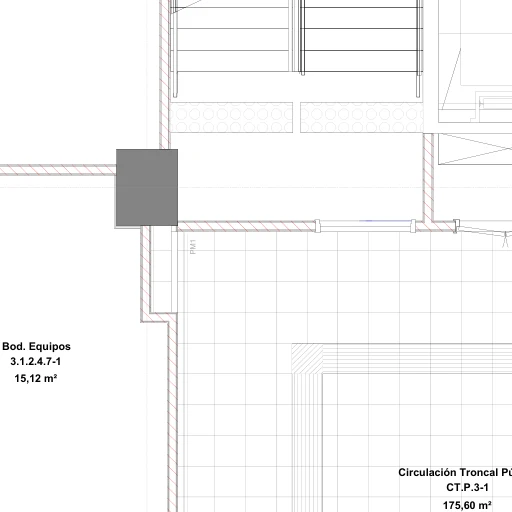 PM1
Bod. Equipos
3.1.2.4.7-1
15,12 m²
Circulación Troncal Pú
CT.P.3-1
175,60 m²